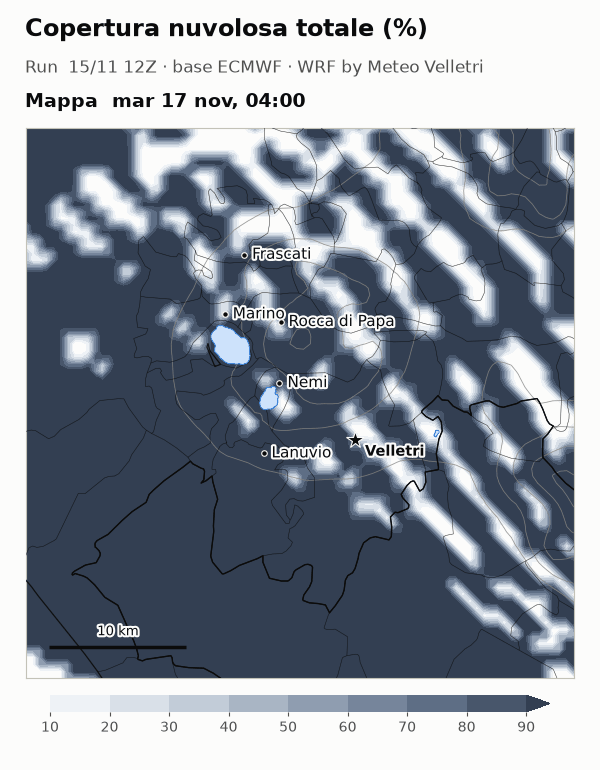 Copertura nuvolosa totale (%)
Run  15/11 12Z · base ECMWF · WRF by Meteo Velletri
Mappa  mar 17 nov, 04:00
Frascati
Marino
Rocca di Papa
Nemi
Velletri
Lanuvio
10 km
10 20 30 40 50 60 70 80 90